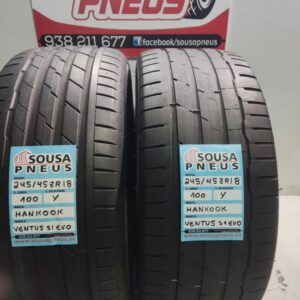 PNEUS
938 211 677
facebook/sousapneus
SOUSA
PNEUS
245/45ZR18
100 Y
HANKOOK
VENTUS S1 EVO
SOUSA
PNEUS
245/45ZR18
100 Y
HANKOOK
VENTUS S1 EVO